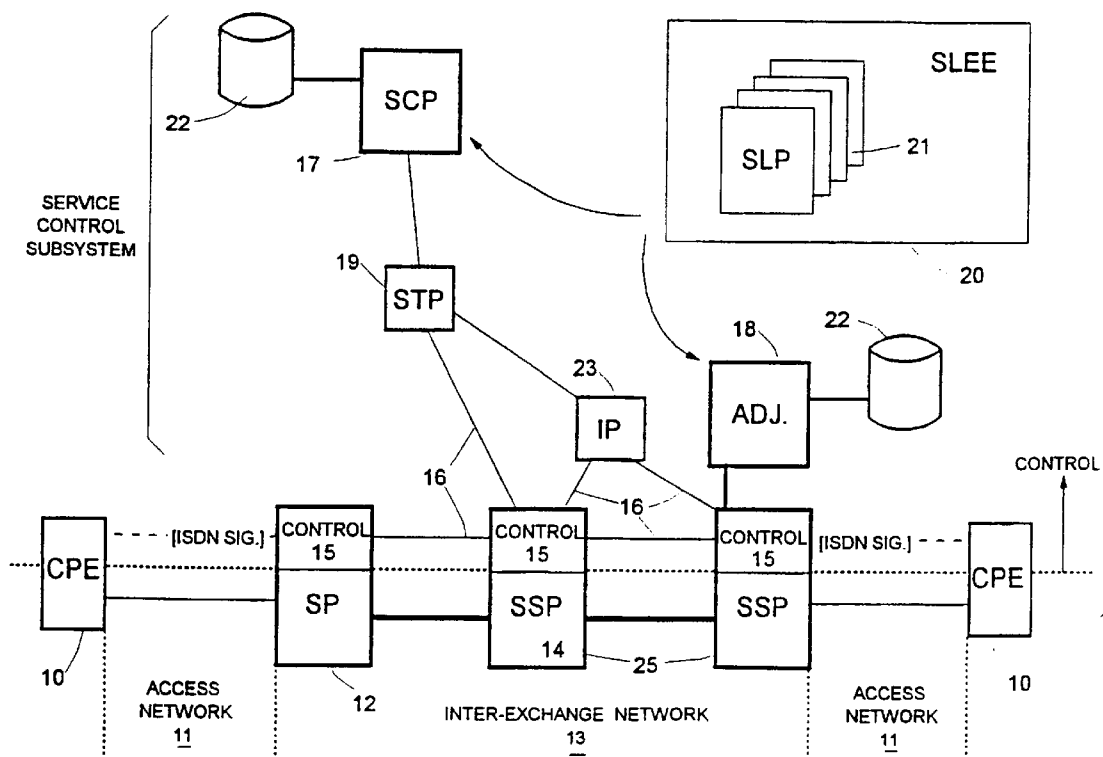 22
SCP
17
SLEE
SLP
21
20
SERVICE
CONTROL
SUBSYSTEM
19
STP
23
IP
18
ADJ.
22
16
16
CONTROL
CPE
[ISDN SIG.]
CONTROL
15
CONTROL
15
CONTROL
15
[ISDN SIG.]
CPE
SP
SSP
14
SSP
25
10
12
10
ACCESS
NETWORK
11
INTER-EXCHANGE NETWORK
13
ACCESS
NETWORK
11